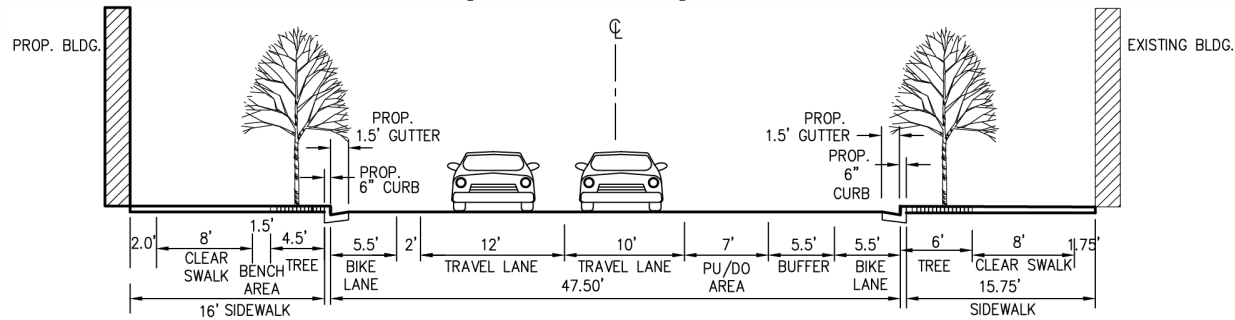 ℄
PROP. BLDG.
EXISTING BLDG.
PROP.
1.5' GUTTER
PROP.
6" CURB
PROP.
1.5' GUTTER
PROP.
6"
CURB
2.0'
8'
CLEAR
SWALK
1.5'
BENCH
AREA
4.5'
TREE
5.5'
BIKE
LANE
2'
12'
TRAVEL LANE
10'
TRAVEL LANE
7'
PU/DO
AREA
5.5'
BUFFER
5.5'
BIKE
LANE
6'
TREE
8'
CLEAR SWALK
1.75'
16' SIDEWALK
47.50'
15.75'
SIDEWALK